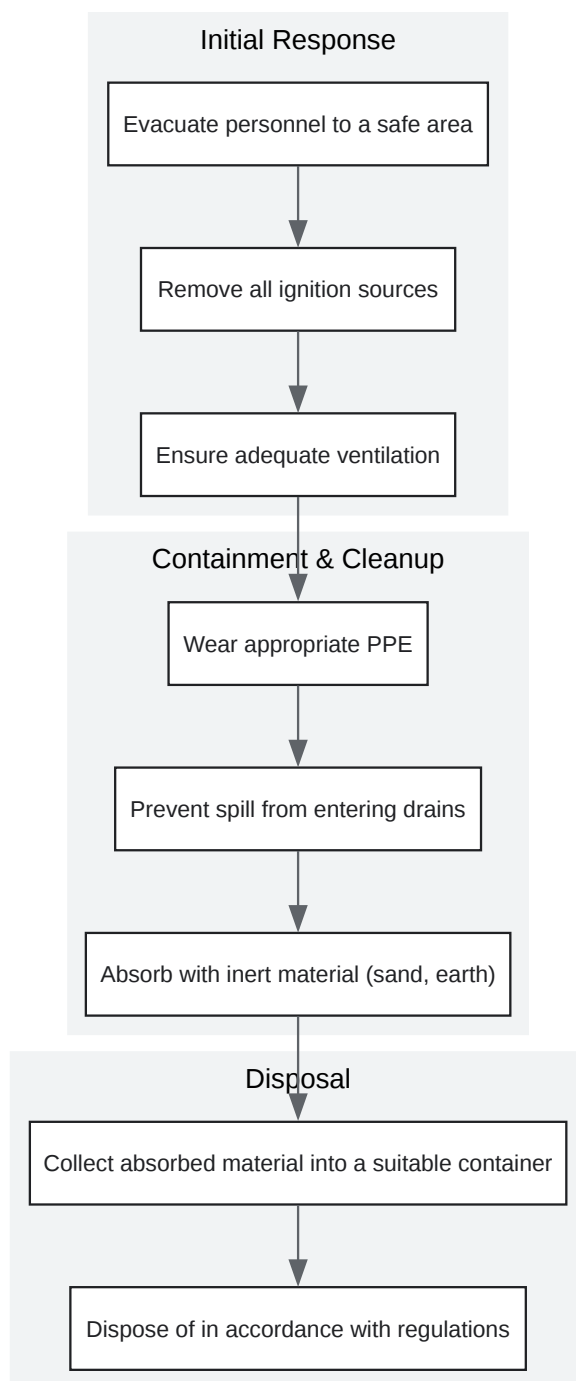 Initial Response
Evacuate personnel to a safe area
Remove all ignition sources
Ensure adequate ventilation
Containment & Cleanup
Wear appropriate PPE
Prevent spill from entering drains
Absorb with inert material (sand, earth)
Disposal
Collect absorbed material into a suitable container
Dispose of in accordance with regulations